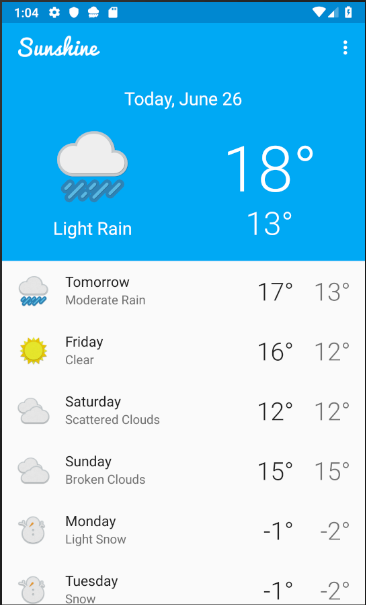 1:04
Sunshine
Today, June 26
18°
Light Rain 13°
Tomorrow 17° 13°
Moderate Rain
Friday 16° 12°
Clear
Saturday 12° 12°
Scattered Clouds
Sunday 15° 15°
Broken Clouds
Monday -1° -2°
Light Snow
Tuesday -1° -2°
Snow